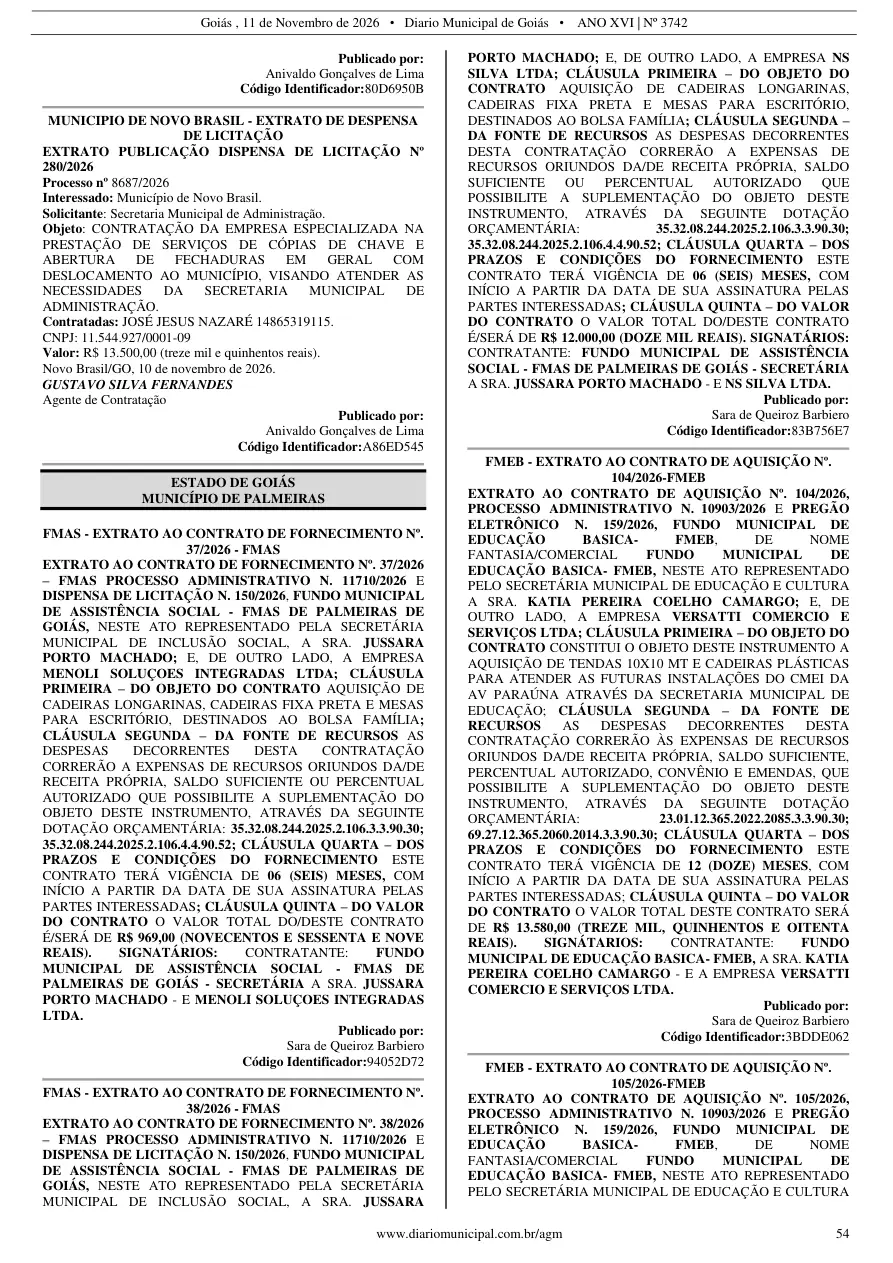 Goiás , 11 de Novembro de 2026 • Diario Municipal de Goiás • ANO XVI | Nº 3742
Publicado por:
Anivaldo Gonçalves de Lima
Código Identificador:80D6950B
MUNICIPIO DE NOVO BRASIL - EXTRATO DE DESPENSA
DE LICITAÇÃO
EXTRATO PUBLICAÇÃO DISPENSA DE LICITAÇÃO Nº
280/2026
Processo nº 8687/2026
Interessado: Município de Novo Brasil.
Solicitante: Secretaria Municipal de Administração.
Objeto: CONTRATAÇÃO DA EMPRESA ESPECIALIZADA NA
PRESTAÇÃO DE SERVIÇOS DE CÓPIAS DE CHAVE E
ABERTURA DE FECHADURAS EM GERAL COM
DESLOCAMENTO AO MUNICÍPIO, VISANDO ATENDER AS
NECESSIDADES DA SECRETARIA MUNICIPAL DE
ADMINISTRAÇÃO.
Contratadas: JOSÉ JESUS NAZARÉ 14865319115.
CNPJ: 11.544.927/0001-09
Valor: R$ 13.500,00 (treze mil e quinhentos reais).
Novo Brasil/GO, 10 de novembro de 2026.
GUSTAVO SILVA FERNANDES
Agente de Contratação
Publicado por:
Anivaldo Gonçalves de Lima
Código Identificador:A86ED545
ESTADO DE GOIÁS
MUNICÍPIO DE PALMEIRAS
FMAS - EXTRATO AO CONTRATO DE FORNECIMENTO Nº.
37/2026 - FMAS
EXTRATO AO CONTRATO DE FORNECIMENTO Nº. 37/2026
– FMAS PROCESSO ADMINISTRATIVO N. 11710/2026 E
DISPENSA DE LICITAÇÃO N. 150/2026, FUNDO MUNICIPAL
DE ASSISTÊNCIA SOCIAL - FMAS DE PALMEIRAS DE
GOIÁS, NESTE ATO REPRESENTADO PELA SECRETÁRIA
MUNICIPAL DE INCLUSÃO SOCIAL, A SRA. JUSSARA
PORTO MACHADO; E, DE OUTRO LADO, A EMPRESA
MENOLI SOLUÇOES INTEGRADAS LTDA; CLÁUSULA
PRIMEIRA – DO OBJETO DO CONTRATO AQUISIÇÃO DE
CADEIRAS LONGARINAS, CADEIRAS FIXA PRETA E MESAS
PARA ESCRITÓRIO, DESTINADOS AO BOLSA FAMÍLIA;
CLÁUSULA SEGUNDA – DA FONTE DE RECURSOS AS
DESPESAS DECORRENTES DESTA CONTRATAÇÃO
CORRERÃO A EXPENSAS DE RECURSOS ORIUNDOS DA/DE
RECEITA PRÓPRIA, SALDO SUFICIENTE OU PERCENTUAL
AUTORIZADO QUE POSSIBILITE A SUPLEMENTAÇÃO DO
OBJETO DESTE INSTRUMENTO, ATRAVÉS DA SEGUINTE
DOTAÇÃO ORÇAMENTÁRIA: 35.32.08.244.2025.2.106.3.3.90.30;
35.32.08.244.2025.2.106.4.4.90.52; CLÁUSULA QUARTA – DOS
PRAZOS E CONDIÇÕES DO FORNECIMENTO ESTE
CONTRATO TERÁ VIGÊNCIA DE 06 (SEIS) MESES, COM
INÍCIO A PARTIR DA DATA DE SUA ASSINATURA PELAS
PARTES INTERESSADAS; CLÁUSULA QUINTA – DO VALOR
DO CONTRATO O VALOR TOTAL DO/DESTE CONTRATO
É/SERÁ DE R$ 969,00 (NOVECENTOS E SESSENTA E NOVE
REAIS). SIGNATÁRIOS: CONTRATANTE: FUNDO
MUNICIPAL DE ASSISTÊNCIA SOCIAL - FMAS DE
PALMEIRAS DE GOIÁS - SECRETÁRIA A SRA. JUSSARA
PORTO MACHADO - E MENOLI SOLUÇOES INTEGRADAS
LTDA.
Publicado por:
Sara de Queiroz Barbiero
Código Identificador:94052D72
FMAS - EXTRATO AO CONTRATO DE FORNECIMENTO Nº.
38/2026 - FMAS
EXTRATO AO CONTRATO DE FORNECIMENTO Nº. 38/2026
– FMAS PROCESSO ADMINISTRATIVO N. 11710/2026 E
DISPENSA DE LICITAÇÃO N. 150/2026, FUNDO MUNICIPAL
DE ASSISTÊNCIA SOCIAL - FMAS DE PALMEIRAS DE
GOIÁS, NESTE ATO REPRESENTADO PELA SECRETÁRIA
MUNICIPAL DE INCLUSÃO SOCIAL, A SRA. JUSSARA
PORTO MACHADO; E, DE OUTRO LADO, A EMPRESA NS
SILVA LTDA; CLÁUSULA PRIMEIRA – DO OBJETO DO
CONTRATO AQUISIÇÃO DE CADEIRAS LONGARINAS,
CADEIRAS FIXA PRETA E MESAS PARA ESCRITÓRIO,
DESTINADOS AO BOLSA FAMÍLIA; CLÁUSULA SEGUNDA –
DA FONTE DE RECURSOS AS DESPESAS DECORRENTES
DESTA CONTRATAÇÃO CORRERÃO A EXPENSAS DE
RECURSOS ORIUNDOS DA/DE RECEITA PRÓPRIA, SALDO
SUFICIENTE OU PERCENTUAL AUTORIZADO QUE
POSSIBILITE A SUPLEMENTAÇÃO DO OBJETO DESTE
INSTRUMENTO, ATRAVÉS DA SEGUINTE DOTAÇÃO
ORÇAMENTÁRIA: 35.32.08.244.2025.2.106.3.3.90.30;
35.32.08.244.2025.2.106.4.4.90.52; CLÁUSULA QUARTA – DOS
PRAZOS E CONDIÇÕES DO FORNECIMENTO ESTE
CONTRATO TERÁ VIGÊNCIA DE 06 (SEIS) MESES, COM
INÍCIO A PARTIR DA DATA DE SUA ASSINATURA PELAS
PARTES INTERESSADAS; CLÁUSULA QUINTA – DO VALOR
DO CONTRATO O VALOR TOTAL DO/DESTE CONTRATO
É/SERÁ DE R$ 12.000,00 (DOZE MIL REAIS). SIGNATÁRIOS:
CONTRATANTE: FUNDO MUNICIPAL DE ASSISTÊNCIA
SOCIAL - FMAS DE PALMEIRAS DE GOIÁS - SECRETÁRIA
A SRA. JUSSARA PORTO MACHADO - E NS SILVA LTDA.
Publicado por:
Sara de Queiroz Barbiero
Código Identificador:83B756E7
FMEB - EXTRATO AO CONTRATO DE AQUISIÇÃO Nº.
104/2026-FMEB
EXTRATO AO CONTRATO DE AQUISIÇÃO Nº. 104/2026,
PROCESSO ADMINISTRATIVO N. 10903/2026 E PREGÃO
ELETRÔNICO N. 159/2026, FUNDO MUNICIPAL DE
EDUCAÇÃO BASICA- FMEB, DE NOME
FANTASIA/COMERCIAL FUNDO MUNICIPAL DE
EDUCAÇÃO BASICA- FMEB, NESTE ATO REPRESENTADO
PELO SECRETÁRIA MUNICIPAL DE EDUCAÇÃO E CULTURA
A SRA. KATIA PEREIRA COELHO CAMARGO; E, DE
OUTRO LADO, A EMPRESA VERSATTI COMERCIO E
SERVIÇOS LTDA; CLÁUSULA PRIMEIRA – DO OBJETO DO
CONTRATO CONSTITUI O OBJETO DESTE INSTRUMENTO A
AQUISIÇÃO DE TENDAS 10X10 MT E CADEIRAS PLÁSTICAS
PARA ATENDER AS FUTURAS INSTALAÇÕES DO CMEI DA
AV PARAÚNA ATRAVÉS DA SECRETARIA MUNICIPAL DE
EDUCAÇÃO; CLÁUSULA SEGUNDA – DA FONTE DE
RECURSOS AS DESPESAS DECORRENTES DESTA
CONTRATAÇÃO CORRERÃO ÀS EXPENSAS DE RECURSOS
ORIUNDOS DA/DE RECEITA PRÓPRIA, SALDO SUFICIENTE,
PERCENTUAL AUTORIZADO, CONVÊNIO E EMENDAS, QUE
POSSIBILITE A SUPLEMENTAÇÃO DO OBJETO DESTE
INSTRUMENTO, ATRAVÉS DA SEGUINTE DOTAÇÃO
ORÇAMENTÁRIA: 23.01.12.365.2022.2085.3.3.90.30;
69.27.12.365.2060.2014.3.3.90.30; CLÁUSULA QUARTA – DOS
PRAZOS E CONDIÇÕES DO FORNECIMENTO ESTE
CONTRATO TERÁ VIGÊNCIA DE 12 (DOZE) MESES, COM
INÍCIO A PARTIR DA DATA DE SUA ASSINATURA PELAS
PARTES INTERESSADAS; CLÁUSULA QUINTA – DO VALOR
DO CONTRATO O VALOR TOTAL DESTE CONTRATO SERÁ
DE R$ 13.580,00 (TREZE MIL, QUINHENTOS E OITENTA
REAIS). SIGNÁTARIOS: CONTRATANTE: FUNDO
MUNICIPAL DE EDUCAÇÃO BASICA- FMEB, A SRA. KATIA
PEREIRA COELHO CAMARGO - E A EMPRESA VERSATTI
COMERCIO E SERVIÇOS LTDA.
Publicado por:
Sara de Queiroz Barbiero
Código Identificador:3BDDE062
FMEB - EXTRATO AO CONTRATO DE AQUISIÇÃO Nº.
105/2026-FMEB
EXTRATO AO CONTRATO DE AQUISIÇÃO Nº. 105/2026,
PROCESSO ADMINISTRATIVO N. 10903/2026 E PREGÃO
ELETRÔNICO N. 159/2026, FUNDO MUNICIPAL DE
EDUCAÇÃO BASICA- FMEB, DE NOME
FANTASIA/COMERCIAL FUNDO MUNICIPAL DE
EDUCAÇÃO BASICA- FMEB, NESTE ATO REPRESENTADO
PELO SECRETÁRIA MUNICIPAL DE EDUCAÇÃO E CULTURA
www.diariomunicipal.com.br/agm 54